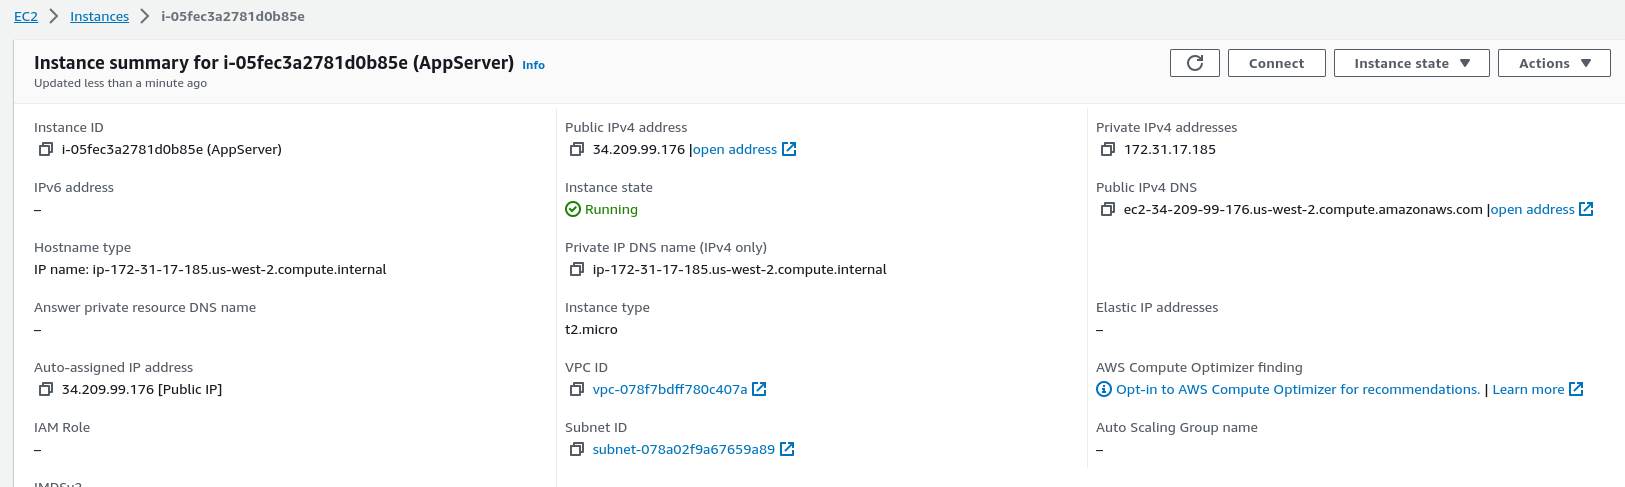 EC2 > Instances > i-05fec3a2781d0b85e
Instance summary for i-05fec3a2781d0b85e (AppServer) Info
Updated less than a minute ago
Connect
Instance state
Actions
Instance ID
i-05fec3a2781d0b85e (AppServer)
Public IPv4 address
34.209.99.176 |open address
Private IPv4 addresses
172.31.17.185
IPv6 address
–
Instance state
Running
Public IPv4 DNS
ec2-34-209-99-176.us-west-2.compute.amazonaws.com |open address
Hostname type
IP name: ip-172-31-17-185.us-west-2.compute.internal
Private IP DNS name (IPv4 only)
ip-172-31-17-185.us-west-2.compute.internal
Answer private resource DNS name
–
Instance type
t2.micro
Elastic IP addresses
–
Auto-assigned IP address
34.209.99.176 [Public IP]
VPC ID
vpc-078f7bdff780c407a
AWS Compute Optimizer finding
Opt-in to AWS Compute Optimizer for recommendations. | Learn more
IAM Role
–
Subnet ID
subnet-078a02f9a67659a89
Auto Scaling Group name
–
IMDSv2